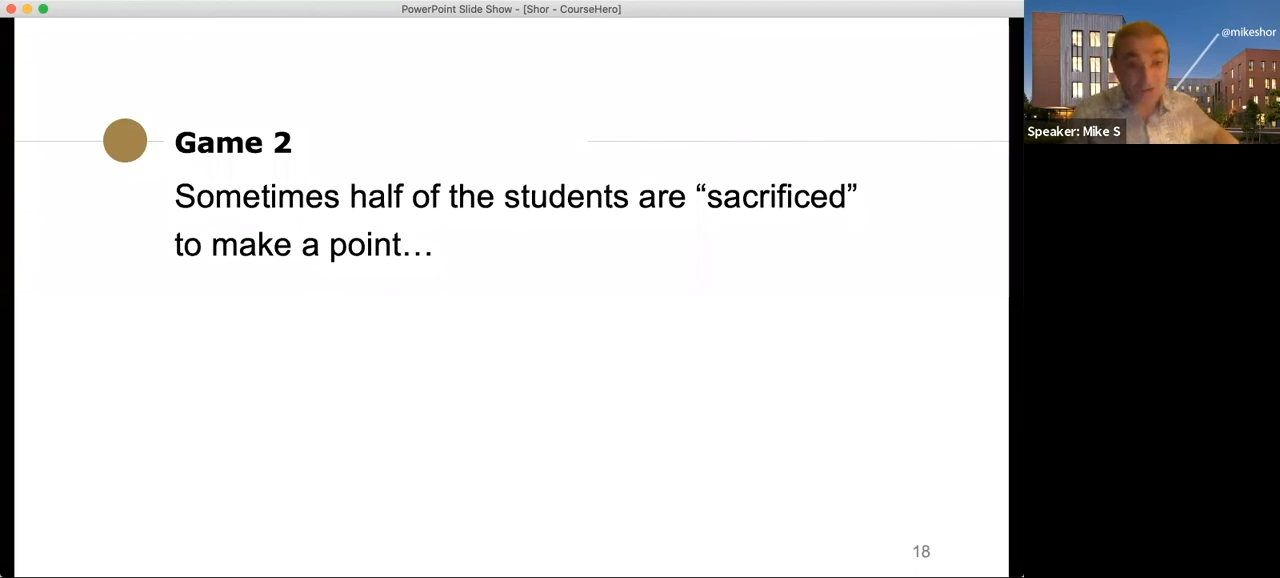 PowerPoint Slide Show - [Shor - CourseHero]
@mikeshor
Speaker: Mike S
Game 2
Sometimes half of the students are “sacrificed”
to make a point…
18